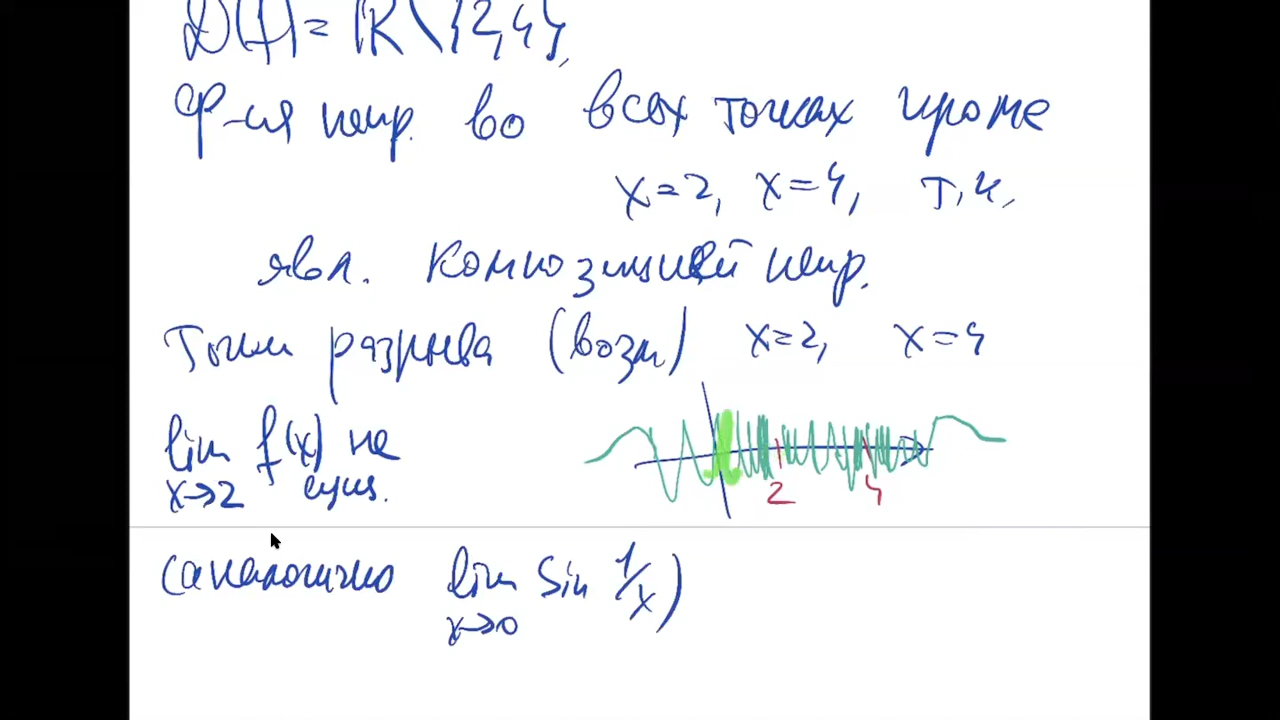 D(f) = ℝ \ {2, 4},
Ф-ия непр. во всех точках кроме
x=2, x=4, т.к.
явл. композицией непр.
Точки разрыва (возм) x=2, x=4
lim f(x) не
x→2 сущ.
2 4
(аналогично lim sin 1/x)
x→0